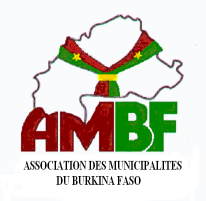 AMBF
ASSOCIATION DES MUNICIPALITES
DU BURKINA FASO